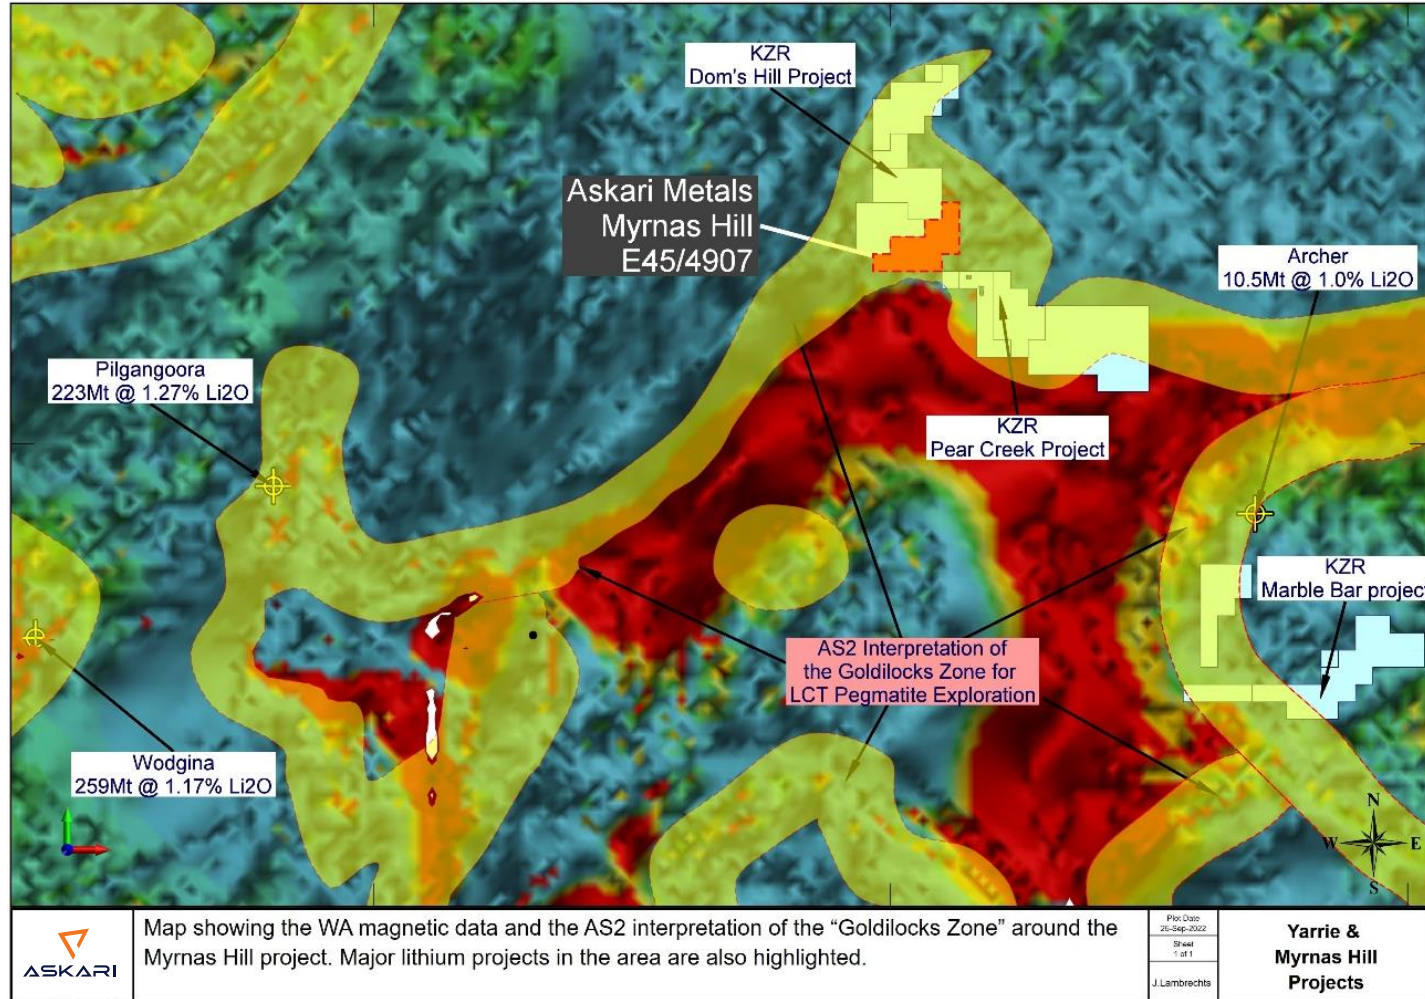 KZR
Dom's Hill Project
Askari Metals
Myrnas Hill
E45/4907
Archer
10.5Mt @ 1.0% Li2O
Pilgangoora
223Mt @ 1.27% Li2O
KZR
Pear Creek Project
KZR
Marble Bar project
AS2 Interpretation of
the Goldilocks Zone for
LCT Pegmatite Exploration
Wodgina
259Mt @ 1.17% Li2O
N
W
E
S
ASKARI
Map showing the WA magnetic data and the AS2 interpretation of the “Goldilocks Zone” around the
Myrnas Hill project. Major lithium projects in the area are also highlighted.
Plot Date
26-Sep-2022
Sheet
1 of 1
J.Lambrechts
Yarrie &
Myrnas Hill
Projects